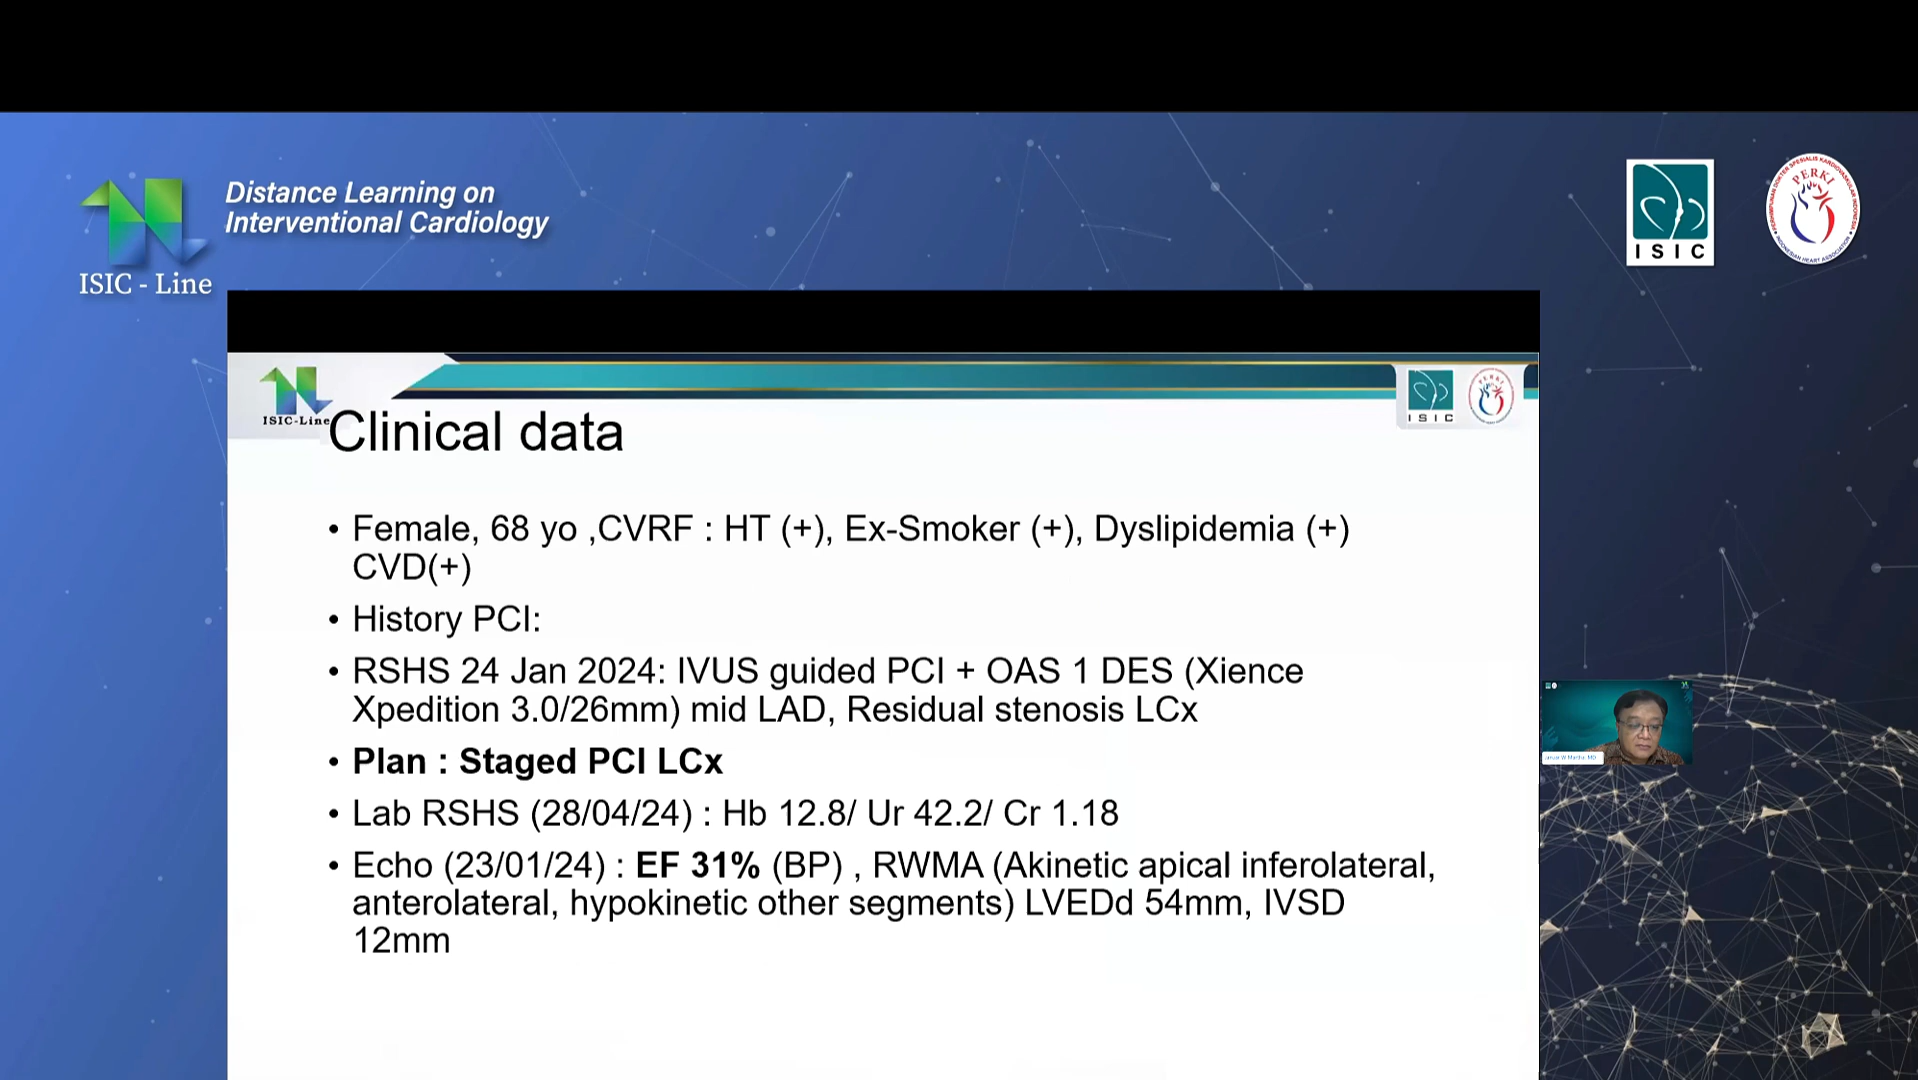 Distance Learning on
Interventional Cardiology
ISIC - Line
ISIC
PERKI
ISIC-Line
ISIC
PERKI
Clinical data
• Female, 68 yo ,CVRF : HT (+), Ex-Smoker (+), Dyslipidemia (+)
CVD(+)
• History PCI:
• RSHS 24 Jan 2024: IVUS guided PCI + OAS 1 DES (Xience
Xpedition 3.0/26mm) mid LAD, Residual stenosis LCx
• Plan : Staged PCI LCx
• Lab RSHS (28/04/24) : Hb 12.8/ Ur 42.2/ Cr 1.18
• Echo (23/01/24) : EF 31% (BP) , RWMA (Akinetic apical inferolateral,
anterolateral, hypokinetic other segments) LVEDd 54mm, IVSD
12mm